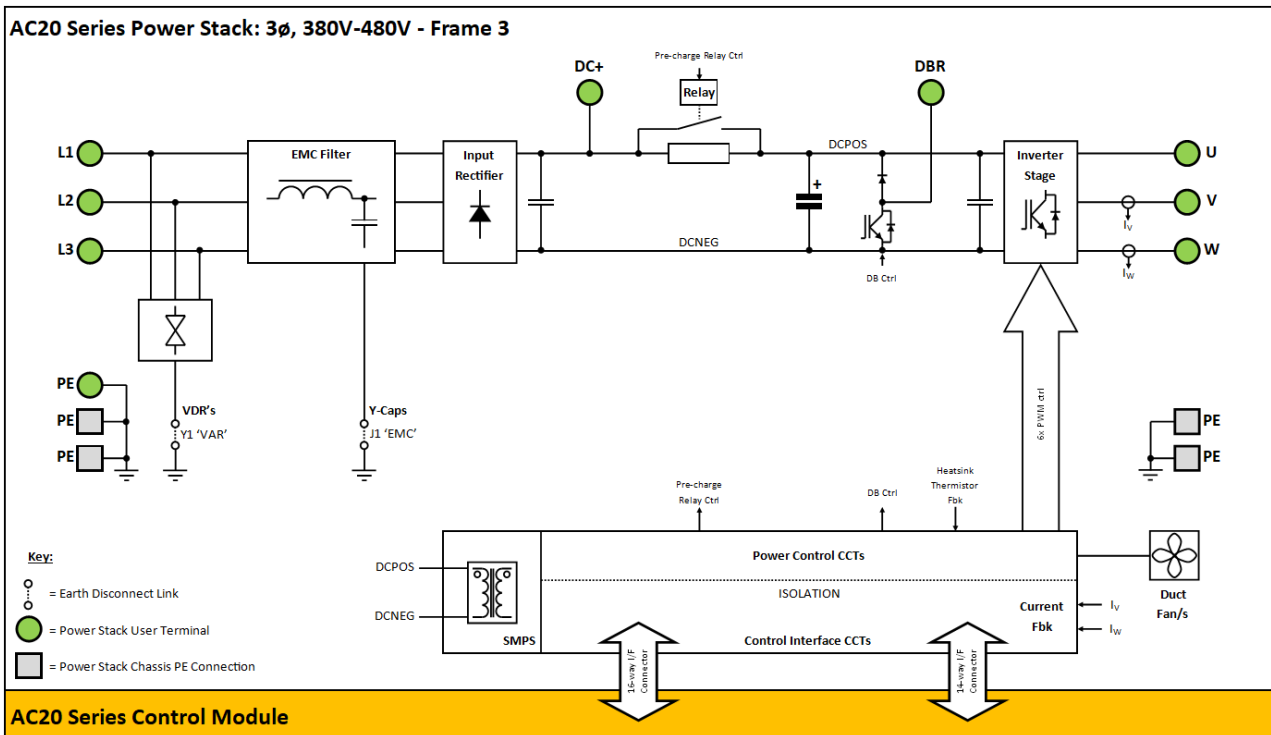 AC20 Series Power Stack: 3ø, 380V-480V - Frame 3
Pre-charge Relay Ctrl
DC+
DBR
Relay
L1
EMC Filter
Input
Rectifier
DCPOS
Inverter
Stage
U
L2
+
V
IV
L3
DCNEG
W
DB Ctrl
IW
PE
PE
PE
VDR's
Y1 'VAR'
Y-Caps
J1 'EMC'
6x PWM ctrl
PE
PE
Pre-charge
Relay Ctrl
DB Ctrl
Heatsink
Thermistor
Fbk
Key:
= Earth Disconnect Link
= Power Stack User Terminal
= Power Stack Chassis PE Connection
DCPOS
DCNEG
SMPS
Power Control CCTs
ISOLATION
Control Interface CCTs
Current
Fbk
IV
IW
Duct
Fan/s
16-way I/F
Connector
14-way I/F
Connector
AC20 Series Control Module